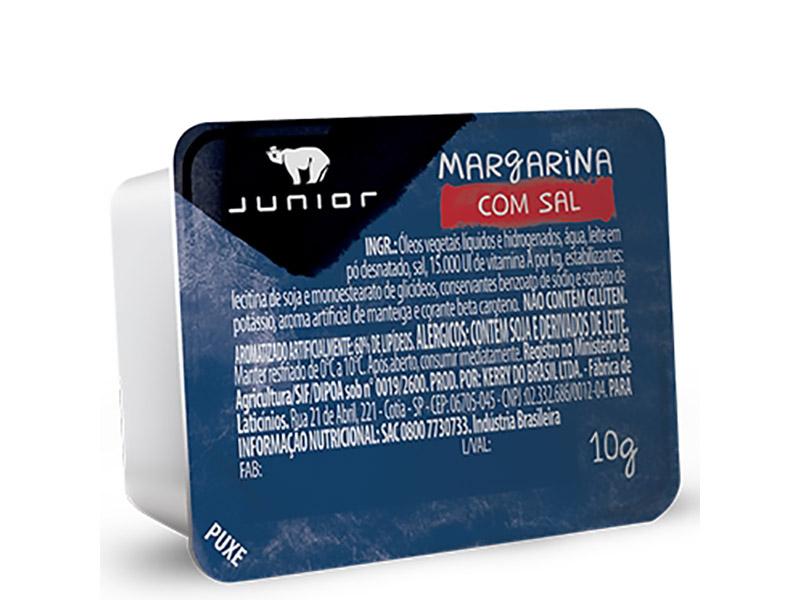 JUNIOR
MARGARINA
COM SAL
INGR.: Óleos vegetais líquidos e hidrogenados, água, leite em
pó desnatado, sal, 15.000 UI de vitamina A por kg, estabilizantes:
lecitina de soja e monoestearato de glicídeos, conservantes benzoato de sódio e sorbato de
potássio, aroma artificial de manteiga e corante beta caroteno. NÃO CONTÉM GLÚTEN.
AROMATIZADO ARTIFICIALMENTE. 60% DE LIPÍDEOS. ALÉRGICOS: CONTÉM SOJA E DERIVADOS DE LEITE.
Manter resfriado de 0°C a 10°C. Após aberto, consumir imediatamente. Registro no Ministério da
Agricultura/SIF/DIPOA sob n° 0019/2600. PROD. POR: KERRY DO BRASIL LTDA. - Fábrica de
Laticínios. Rua 21 de Abril, 221 - Cotia - SP - CEP 06705-045 - CNPJ: 02.332.686/0012-04. PARA
INFORMAÇÃO NUTRICIONAL: SAC 0800 7730733. Indústria Brasileira
FAB: L/VAL:
10g
PUXE